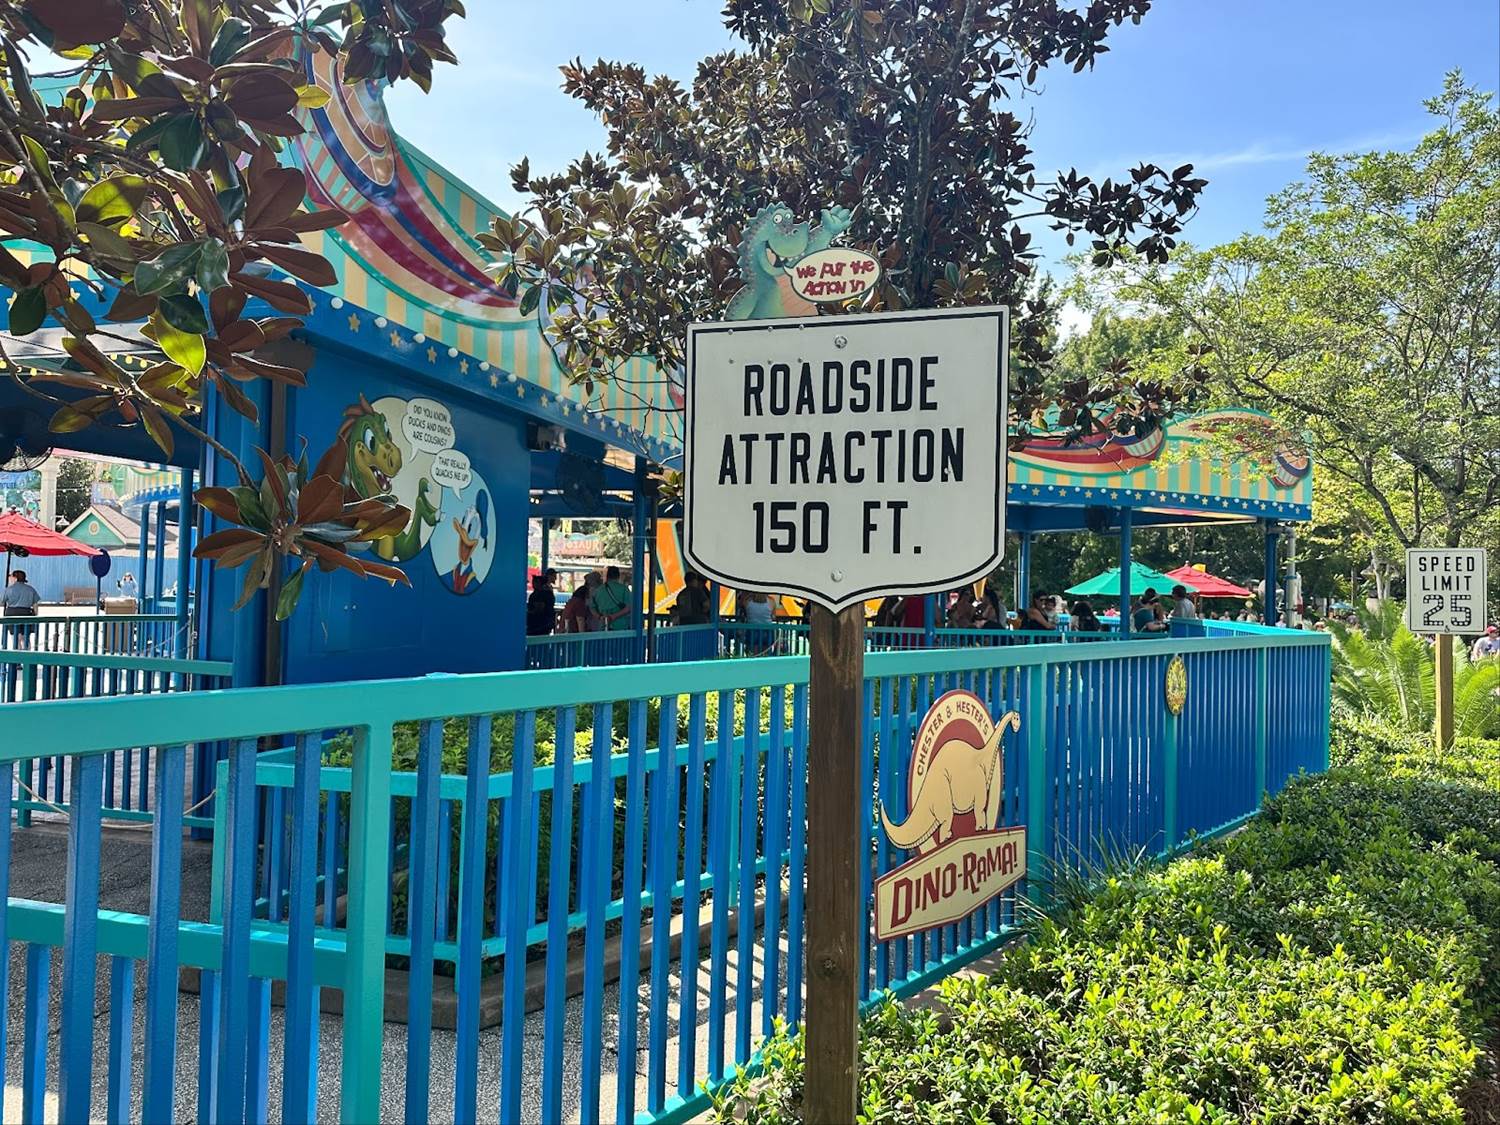 We PUT THE
ACTION IN
ROADSIDE
ATTRACTION
150 FT.
DID YOU KNOW
DUCKS AND DINOS
ARE COUSINS?
THAT REALLY
QUACKS ME UP!
SPEED
LIMIT
25
CHESTER & HESTER'S
DINO-RAMA!